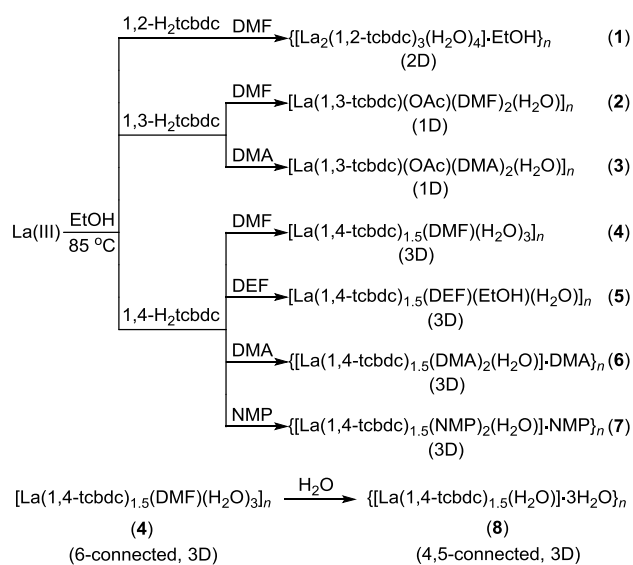 1,2-H₂tcbdc DMF {[La₂(1,2-tcbdc)₃(H₂O)₄]·EtOH}ₙ (1)
(2D)
DMF [La(1,3-tcbdc)(OAc)(DMF)₂(H₂O)]ₙ (2)
1,3-H₂tcbdc (1D)
DMA [La(1,3-tcbdc)(OAc)(DMA)₂(H₂O)]ₙ (3)
(1D)
La(III) EtOH
85 °C
DMF [La(1,4-tcbdc)₁.₅(DMF)(H₂O)₃]ₙ (4)
(3D)
DEF [La(1,4-tcbdc)₁.₅(DEF)(EtOH)(H₂O)]ₙ (5)
1,4-H₂tcbdc (3D)
DMA {[La(1,4-tcbdc)₁.₅(DMA)₂(H₂O)]·DMA}ₙ (6)
(3D)
NMP {[La(1,4-tcbdc)₁.₅(NMP)₂(H₂O)]·NMP}ₙ (7)
(3D)
[La(1,4-tcbdc)₁.₅(DMF)(H₂O)₃]ₙ H₂O {[La(1,4-tcbdc)₁.₅(H₂O)]·3H₂O}ₙ
(4) (8)
(6-connected, 3D) (4,5-connected, 3D)